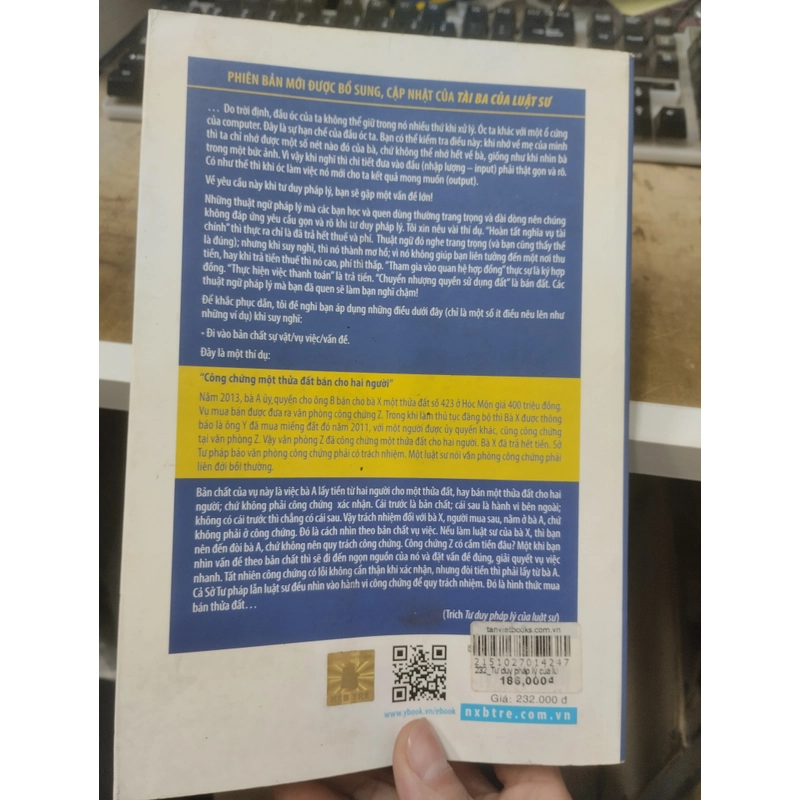 PHIÊN BẢN MỚI ĐƯỢC BỔ SUNG, CẬP NHẬT CỦA TÀI BA CỦA LUẬT SƯ
... Do trời định, đầu óc của ta không thể giữ trong nó nhiều thứ khi xử lý. Óc ta khác với một ổ cứng
của computer. Đây là sự hạn chế của đầu óc ta. Bạn có thể kiểm tra điều này: khi nhớ về mẹ của mình
thì ta chỉ nhớ được một số nét nào đó của bà, chứ không thể nhớ hết về bà, giống như khi nhìn bà
trong một bức ảnh. Vì vậy khi nghĩ thì chi tiết đưa vào đầu (nhập lượng – input) phải thật gọn và rõ.
Có như thế thì khi óc làm việc nó mới cho ta kết quả mong muốn (output).
Về yêu cầu này khi tư duy pháp lý, bạn sẽ gặp một vấn đề lớn!
Những thuật ngữ pháp lý mà các bạn học và quen dùng thường trang trọng và dài dòng nên chúng
không đáp ứng yêu cầu gọn và rõ khi tư duy pháp lý. Tôi xin nêu vài thí dụ. “Hoàn tất nghĩa vụ tài
chính” thì thực ra chỉ là đã trả hết thuế và phí. Thuật ngữ đó nghe trang trọng (và bạn cũng thấy thế
là đúng); nhưng khi suy nghĩ, thì nó thành mơ hồ; vì nó không giúp bạn liên tưởng đến một nơi thu
tiền, hay khi trả tiền thuế thì nó cao, phí thì thấp. “Tham gia vào quan hệ hợp đồng” thực sự là ký hợp
đồng. “Thực hiện việc thanh toán” là trả tiền. “Chuyển nhượng quyền sử dụng đất” là bán đất. Các
thuật ngữ pháp lý mà bạn đã quen sẽ làm bạn nghĩ chậm!
Để khắc phục dần, tôi đề nghị bạn áp dụng những điều dưới đây (chỉ là một số ít điều nêu lên như
những ví dụ) khi suy nghĩ:
- Đi vào bản chất sự vật/vụ việc/vấn đề.
Đây là một thí dụ:
“Công chứng một thửa đất bán cho hai người”
Năm 2013, bà A ủy quyền cho ông B bán cho bà X một thửa đất số 423 ở Hóc Môn giá 400 triệu đồng.
Vụ mua bán được đưa ra văn phòng công chứng Z. Trong khi làm thủ tục đăng bộ thì Bà X được thông
báo là ông Y đã mua miếng đất đó năm 2011, với một người được ủy quyền khác, cũng công chứng
tại văn phòng Z. Vậy văn phòng Z đã công chứng một thửa đất cho hai người. Bà X đã trả hết tiền. Sở
Tư pháp bảo văn phòng công chứng phải có trách nhiệm. Một luật sư nói văn phòng công chứng phải
liên đới bồi thường.
Bản chất của vụ này là việc bà A lấy tiền từ hai người cho một thửa đất, hay bán một thửa đất cho hai
người; chứ không phải công chứng xác nhận. Cái trước là bản chất; cái sau là hành vi bên ngoài;
không có cái trước thì chẳng có cái sau. Vậy trách nhiệm đối với bà X, người mua sau, nằm ở bà A, chứ
không phải ở công chứng. Đó là cách nhìn theo bản chất vụ việc. Nếu làm luật sư của bà X, thì bạn
nên đến đòi bà A, chứ không nên quy trách công chứng. Công chứng Z có cầm tiền đâu? Một khi bạn
nhìn vấn đề theo bản chất thì sẽ đi đến ngọn nguồn của nó và đặt vấn đề đúng, giải quyết vụ việc
nhanh. Tất nhiên công chứng có lỗi không cẩn thận khi xác nhận, nhưng đòi tiền thì phải lấy từ bà A.
Cả Sở Tư pháp lẫn luật sư đều nhìn vào hành vi công chứng để quy trách nhiệm. Đó là hình thức mua
bán thửa đất...
(Trích Tư duy pháp lý của luật sư)
tanvietbooks.com.vn
2151027014247
232_Tư duy pháp lý của lu
186,000đ
Giá: 232.000 đ
www.ybook.vn/ebook
nxbtre.com.vn